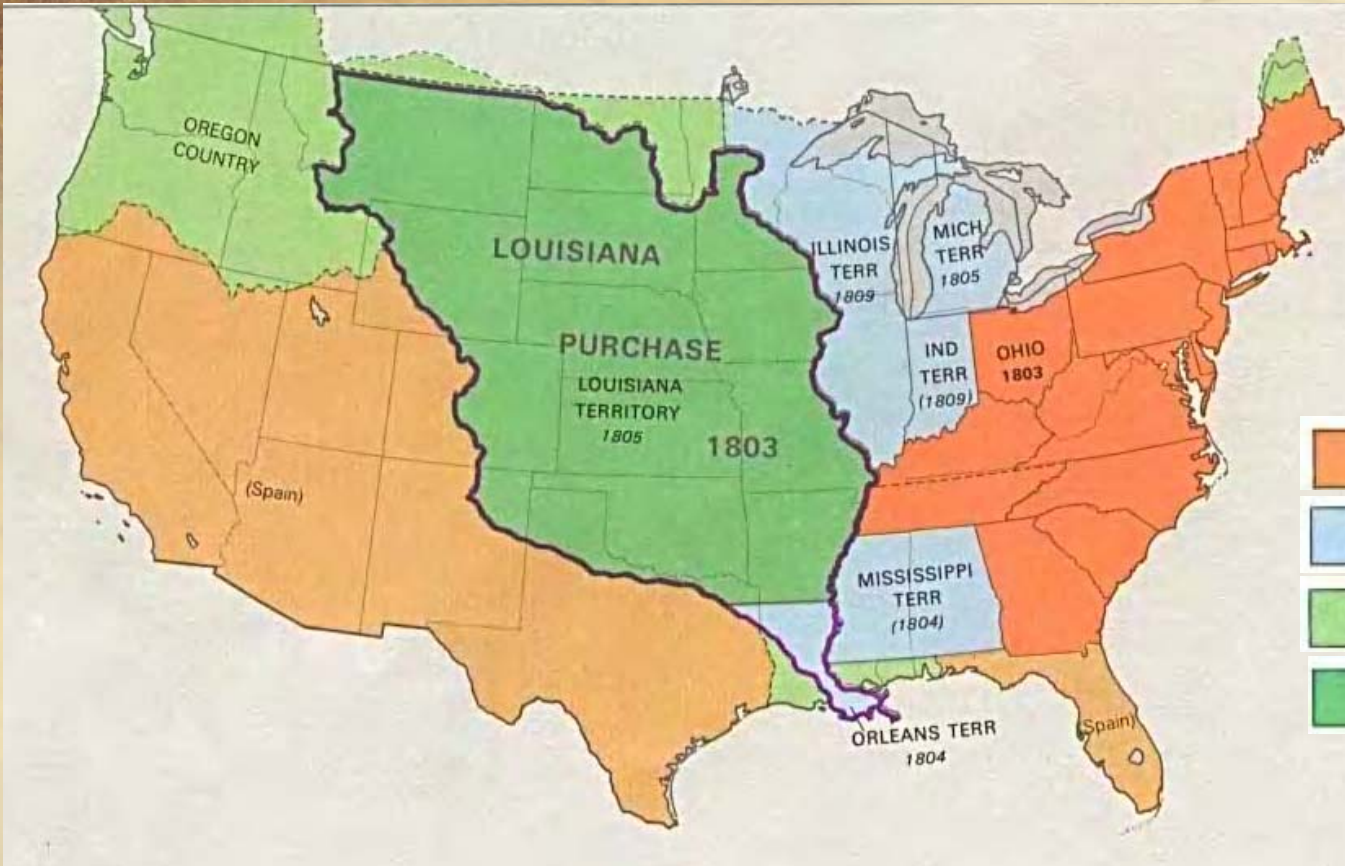 OREGON
COUNTRY
LOUISIANA
PURCHASE
LOUISIANA
TERRITORY
1805
1803
ILLINOIS
TERR
1809
MICH
TERR
1805
IND
TERR
(1809)
OHIO
1803
(Spain)
MISSISSIPPI
TERR
(1804)
ORLEANS TERR
1804
(Spain)